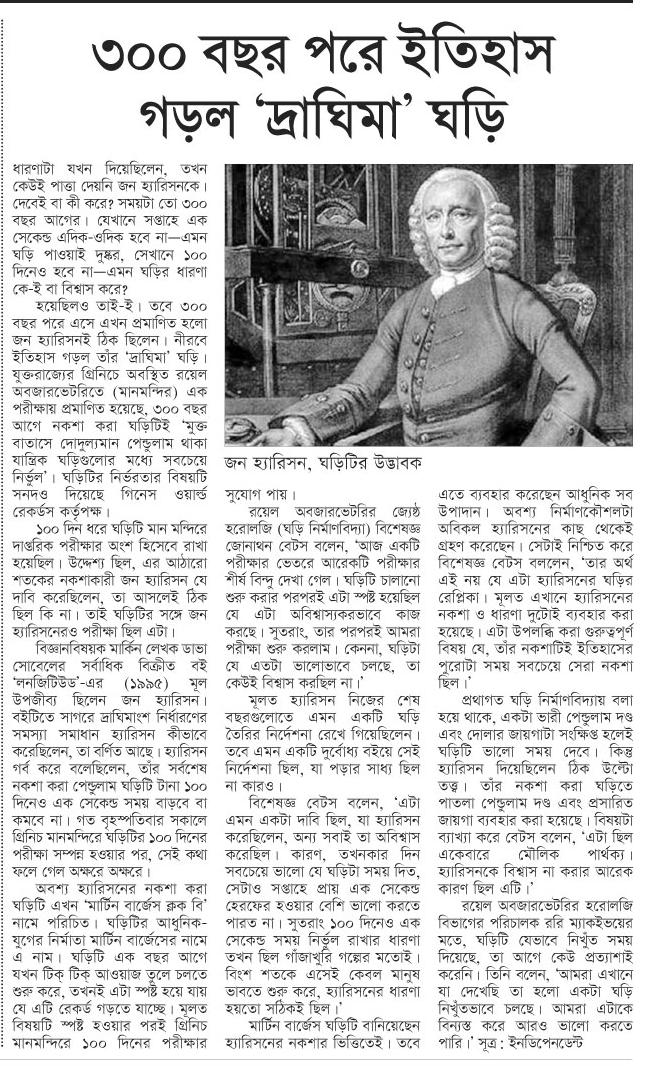 ৩০০ বছর পরে ইতিহাস
গড়ল ‘দ্রাঘিমা’ ঘড়ি
ধারণাটা যখন দিয়েছিলেন, তখন
কেউই পাত্তা দেয়নি জন হ্যারিসনকে।
দেবেই বা কী করে? সময়টা তো ৩০০
বছর আগের। যেখানে সপ্তাহে এক
সেকেন্ড এদিক-ওদিক হবে না—এমন
ঘড়ি পাওয়াই দুষ্কর, সেখানে ১০০
দিনেও হবে না—এমন ঘড়ির ধারণা
কে-ই বা বিশ্বাস করে?
হয়েছিলও তাই-ই। তবে ৩০০
বছর পরে এসে এখন প্রমাণিত হলো
জন হ্যারিসনই ঠিক ছিলেন। নীরবে
ইতিহাস গড়ল তাঁর ‘দ্রাঘিমা’ ঘড়ি।
যুক্তরাজ্যের গ্রিনিচে অবস্থিত রয়েল
অবজারভেটরিতে (মানমন্দির) এক
পরীক্ষায় প্রমাণিত হয়েছে, ৩০০ বছর
আগে নকশা করা ঘড়িটিই ‘মুক্ত
বাতাসে দোদুল্যমান পেন্ডুলাম থাকা
যান্ত্রিক ঘড়িগুলোর মধ্যে সবচেয়ে
নির্ভুল’। ঘড়িটির নির্ভরতার বিষয়টি
সনদও দিয়েছে গিনেস ওয়ার্ল্ড
রেকর্ডস কর্তৃপক্ষ।
১০০ দিন ধরে ঘড়িটি মান মন্দিরে
দাপ্তরিক পরীক্ষার অংশ হিসেবে রাখা
হয়েছিল। উদ্দেশ্য ছিল, এর আঠারো
শতকের নকশাকারী জন হ্যারিসন যে
দাবি করেছিলেন, তা আসলেই ঠিক
ছিল কি না। তাই ঘড়িটির সঙ্গে জন
হ্যারিসনেরও পরীক্ষা ছিল এটা।
বিজ্ঞানবিষয়ক মার্কিন লেখক ডাভা
সোবেলের সর্বাধিক বিক্রীত বই
‘লনজিটিউড’-এর (১৯৯৫) মূল
উপজীব্য ছিলেন জন হ্যারিসন।
বইটিতে সাগরে দ্রাঘিমাংশ নির্ধারণের
সমস্যা সমাধান হ্যারিসন কীভাবে
করেছিলেন, তা বর্ণিত আছে। হ্যারিসন
গর্ব করে বলেছিলেন, তাঁর সর্বশেষ
নকশা করা পেন্ডুলাম ঘড়িটি টানা ১০০
দিনেও এক সেকেন্ড সময় বাড়বে বা
কমবে না। গত বৃহস্পতিবার সকালে
গ্রিনিচ মানমন্দিরে ঘড়িটির ১০০ দিনের
পরীক্ষা সম্পন্ন হওয়ার পর, সেই কথা
ফলে গেল অক্ষরে অক্ষরে।
অবশ্য হ্যারিসনের নকশা করা
ঘড়িটি এখন ‘মার্টিন বার্জেস ক্লক বি’
নামে পরিচিত। ঘড়িটির আধুনিক-
যুগের নির্মাতা মার্টিন বার্জেসের নামে
এ নাম। ঘড়িটি এক বছর আগে
যখন টিক্ টিক্ আওয়াজ তুলে চলতে
শুরু করে, তখনই এটা স্পষ্ট হয়ে যায়
যে এটি রেকর্ড গড়তে যাচ্ছে। মূলত
বিষয়টি স্পষ্ট হওয়ার পরই গ্রিনিচ
মানমন্দিরে ১০০ দিনের পরীক্ষার
জন হ্যারিসন, ঘড়িটির উদ্ভাবক
সুযোগ পায়।
রয়েল অবজারভেটরির জ্যেষ্ঠ
হরোলজি (ঘড়ি নির্মাণবিদ্যা) বিশেষজ্ঞ
জোনাথন বেটস বলেন, ‘আজ একটি
পরীক্ষার ভেতরে আরেকটি পরীক্ষার
শীর্ষ বিন্দু দেখা গেল। ঘড়িটি চালানো
শুরু করার পরপরই এটা স্পষ্ট হয়েছিল
যে এটা অবিশ্বাস্যকরভাবে কাজ
করছে। সুতরাং, তার পরপরই আমরা
পরীক্ষা শুরু করলাম। কেননা, ঘড়িটা
যে এতটা ভালোভাবে চলছে, তা
কেউই বিশ্বাস করছিল না।’
মূলত হ্যারিসন নিজের শেষ
বছরগুলোতে এমন একটি ঘড়ি
তৈরির নির্দেশনা রেখে গিয়েছিলেন।
তবে এমন একটি দুর্বোধ্য বইয়ে সেই
নির্দেশনা ছিল, যা পড়ার সাধ্য ছিল
না কারও।
বিশেষজ্ঞ বেটস বলেন, ‘এটা
এমন একটা দাবি ছিল, যা হ্যারিসন
করেছিলেন, অন্য সবাই তা অবিশ্বাস
করেছিল। কারণ, তখনকার দিন
সবচেয়ে ভালো যে ঘড়িটা সময় দিত,
সেটাও সপ্তাহে প্রায় এক সেকেন্ড
হেরফের হওয়ার বেশি ভালো করতে
পারত না। সুতরাং ১০০ দিনেও এক
সেকেন্ড সময় নির্ভুল রাখার ধারণা
তখন ছিল গাঁজাখুরি গল্পের মতোই।
বিংশ শতকে এসেই কেবল মানুষ
ভাবতে শুরু করে, হ্যারিসনের ধারণা
হয়তো সঠিকই ছিল।’
মার্টিন বার্জেস ঘড়িটি বানিয়েছেন
হ্যারিসনের নকশার ভিত্তিতেই। তবে
এতে ব্যবহার করেছেন আধুনিক সব
উপাদান। অবশ্য নির্মাণকৌশলটা
অবিকল হ্যারিসনের কাছ থেকেই
গ্রহণ করেছেন। সেটাই নিশ্চিত করে
বিশেষজ্ঞ বেটস বললেন, ‘তার অর্থ
এই নয় যে এটা হ্যারিসনের ঘড়ির
রেপ্লিকা। মূলত এখানে হ্যারিসনের
নকশা ও ধারণা দুটোই ব্যবহার করা
হয়েছে। এটা উপলব্ধি করা গুরুত্বপূর্ণ
বিষয় যে, তাঁর নকশাটিই ইতিহাসের
পুরোটা সময় সবচেয়ে সেরা নকশা
ছিল।’
প্রথাগত ঘড়ি নির্মাণবিদ্যায় বলা
হয়ে থাকে, একটা ভারী পেন্ডুলাম দণ্ড
এবং দোলার জায়গাটা সংক্ষিপ্ত হলেই
ঘড়িটি ভালো সময় দেবে। কিন্তু
হ্যারিসন দিয়েছিলেন ঠিক উল্টো
তত্ত্ব। তাঁর নকশা করা ঘড়িতে
পাতলা পেন্ডুলাম দণ্ড এবং প্রসারিত
জায়গা ব্যবহার করা হয়েছে। বিষয়টা
ব্যাখ্যা করে বেটস বলেন, ‘এটা ছিল
একেবারে মৌলিক পার্থক্য।
হ্যারিসনকে বিশ্বাস না করার আরেক
কারণ ছিল এটি।’
রয়েল অবজারভেটরির হরোলজি
বিভাগের পরিচালক ররি ম্যাকইভয়ের
মতে, ঘড়িটি যেভাবে নিখুঁত সময়
দিয়েছে, তা আগে কেউ প্রত্যাশাই
করেনি। তিনি বলেন, ‘আমরা এখানে
যা দেখছি তা হলো একটা ঘড়ি
নিখুঁতভাবে চলছে। আমরা এটাকে
বিন্যস্ত করে আরও ভালো করতে
পারি।’ সূত্র : ইনডিপেনডেন্ট